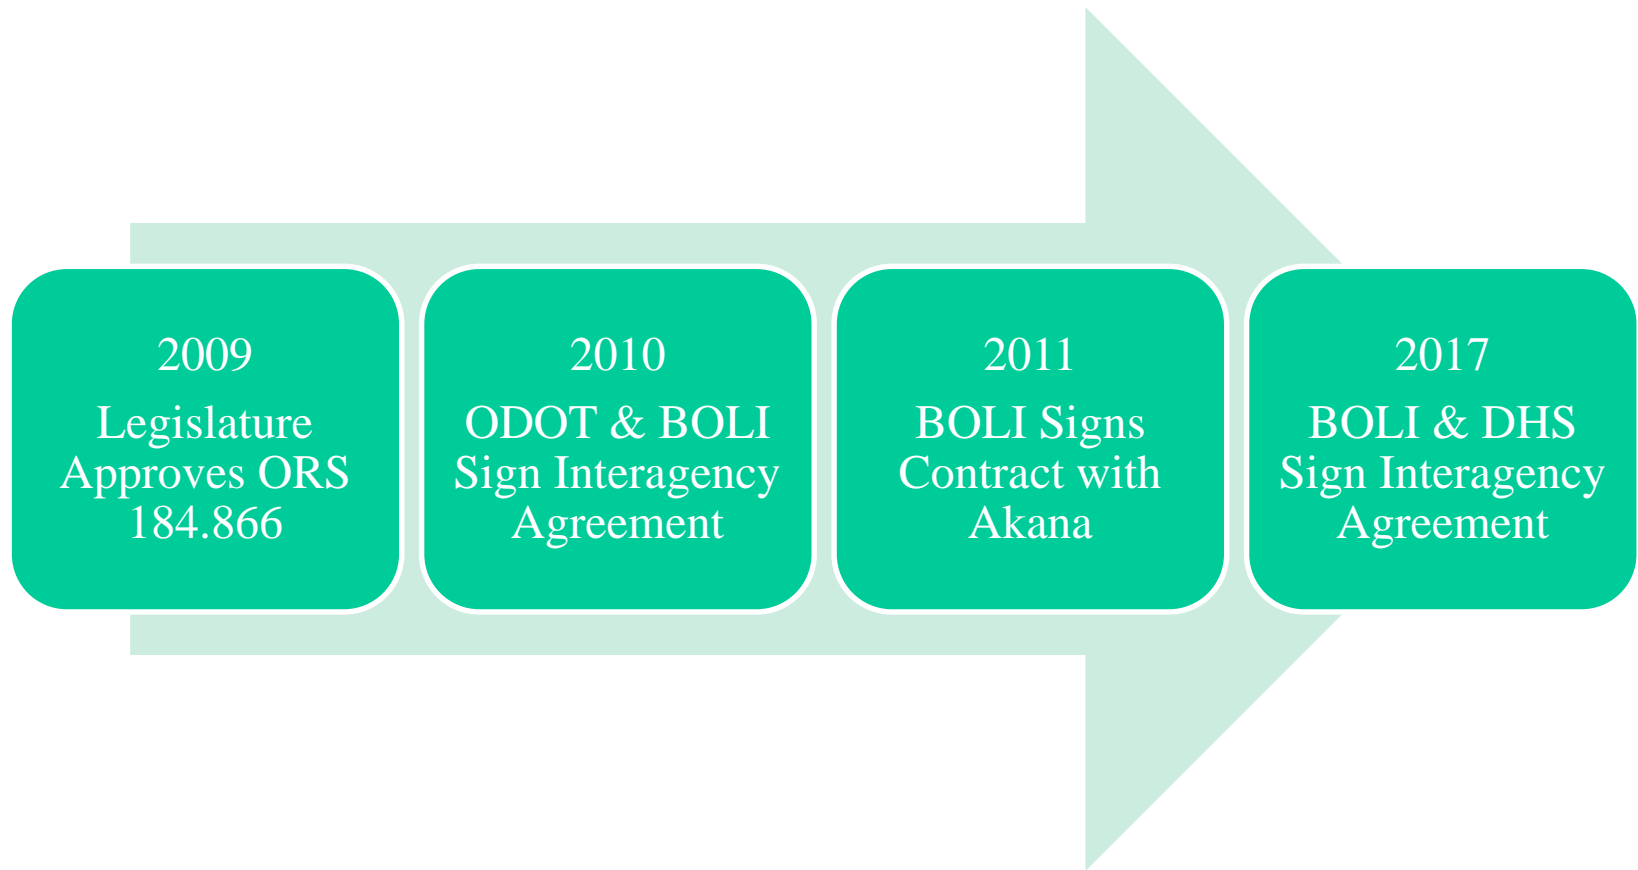 2009
Legislature
Approves ORS
184.866
2010
ODOT & BOLI
Sign Interagency
Agreement
2011
BOLI Signs
Contract with
Akana
2017
BOLI & DHS
Sign Interagency
Agreement